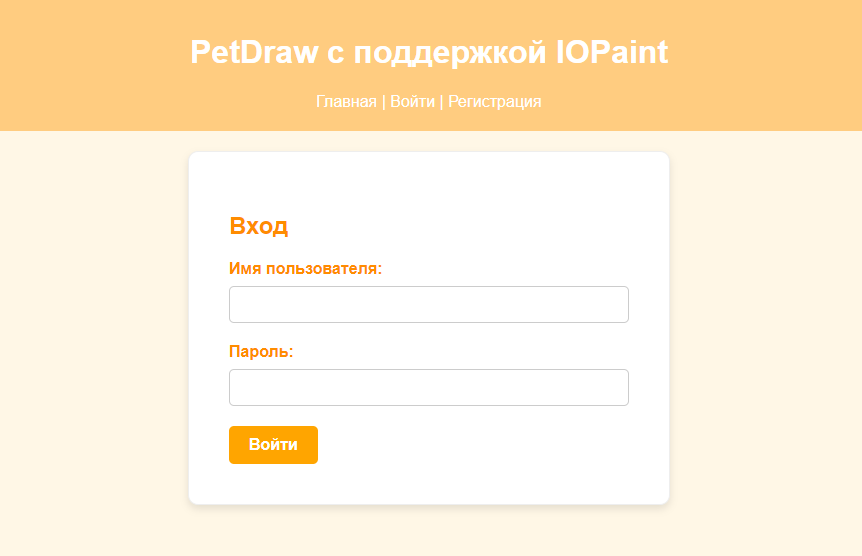 PetDraw с поддержкой IOPaint
Главная | Войти | Регистрация
Вход
Имя пользователя:
Пароль:
Войти